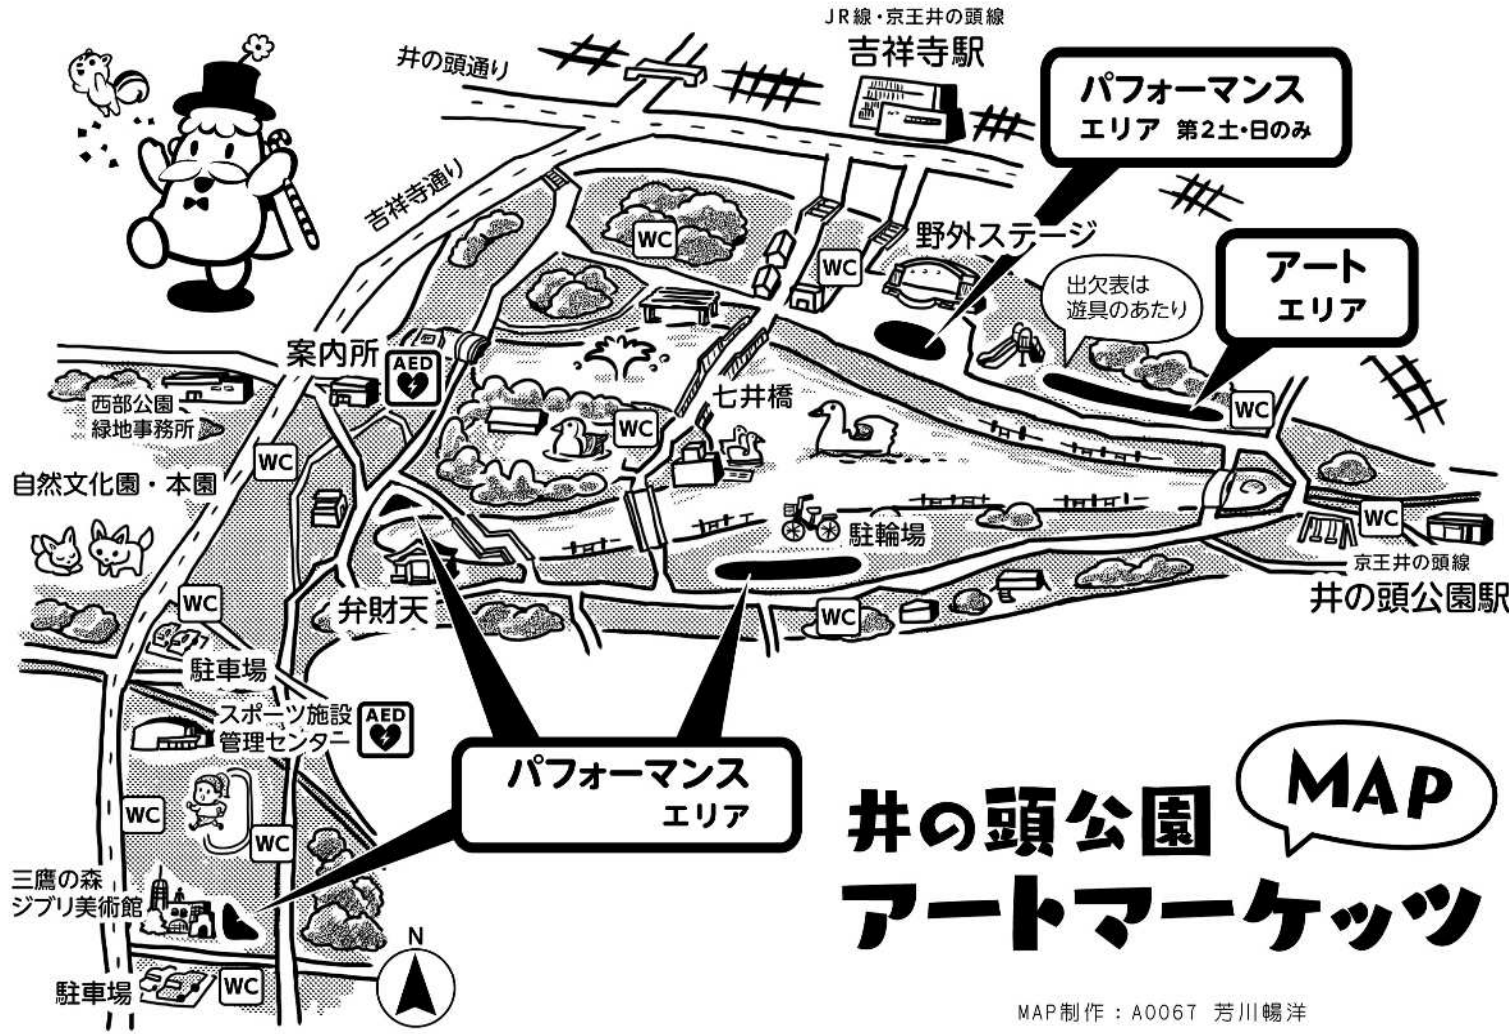 JR線・京王井の頭線
吉祥寺駅
井の頭通り
吉祥寺通り
パフォーマンス
エリア 第2土・日のみ
野外ステージ
アート
エリア
出欠表は
遊具のあたり
WC
WC
案内所
AED
西部公園
緑地事務所
七井橋
WC
WC
WC
自然文化園・本園
駐輪場
WC
京王井の頭線
井の頭公園駅
WC
弁財天
WC
駐車場
スポーツ施設
管理センター
AED
パフォーマンス
エリア
WC
WC
三鷹の森
ジブリ美術館
駐車場
WC
N
MAP
井の頭公園
アートマーケッツ
MAP制作：A0067 芳川暢洋